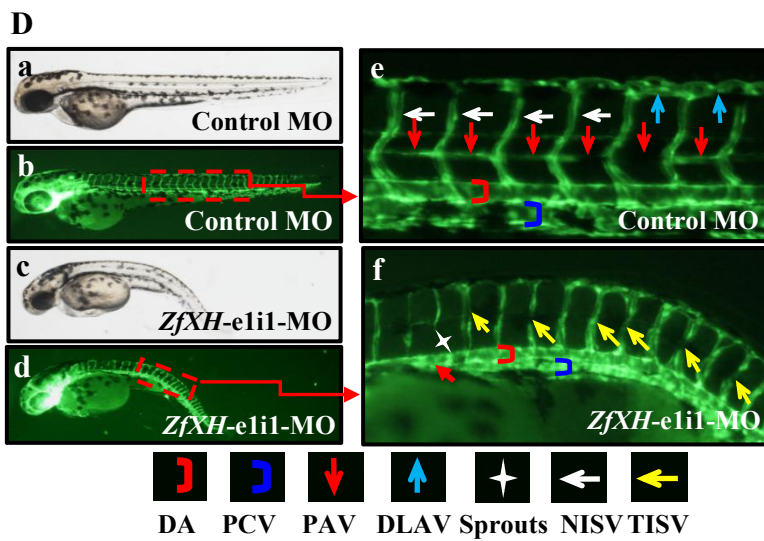 D
a
Control MO
b
Control MO
c
ZfXH-e1i1-MO
d
ZfXH-e1i1-MO
e
Control MO
f
ZfXH-e1i1-MO
DA PCV PAV DLAV Sprouts NISV TISV